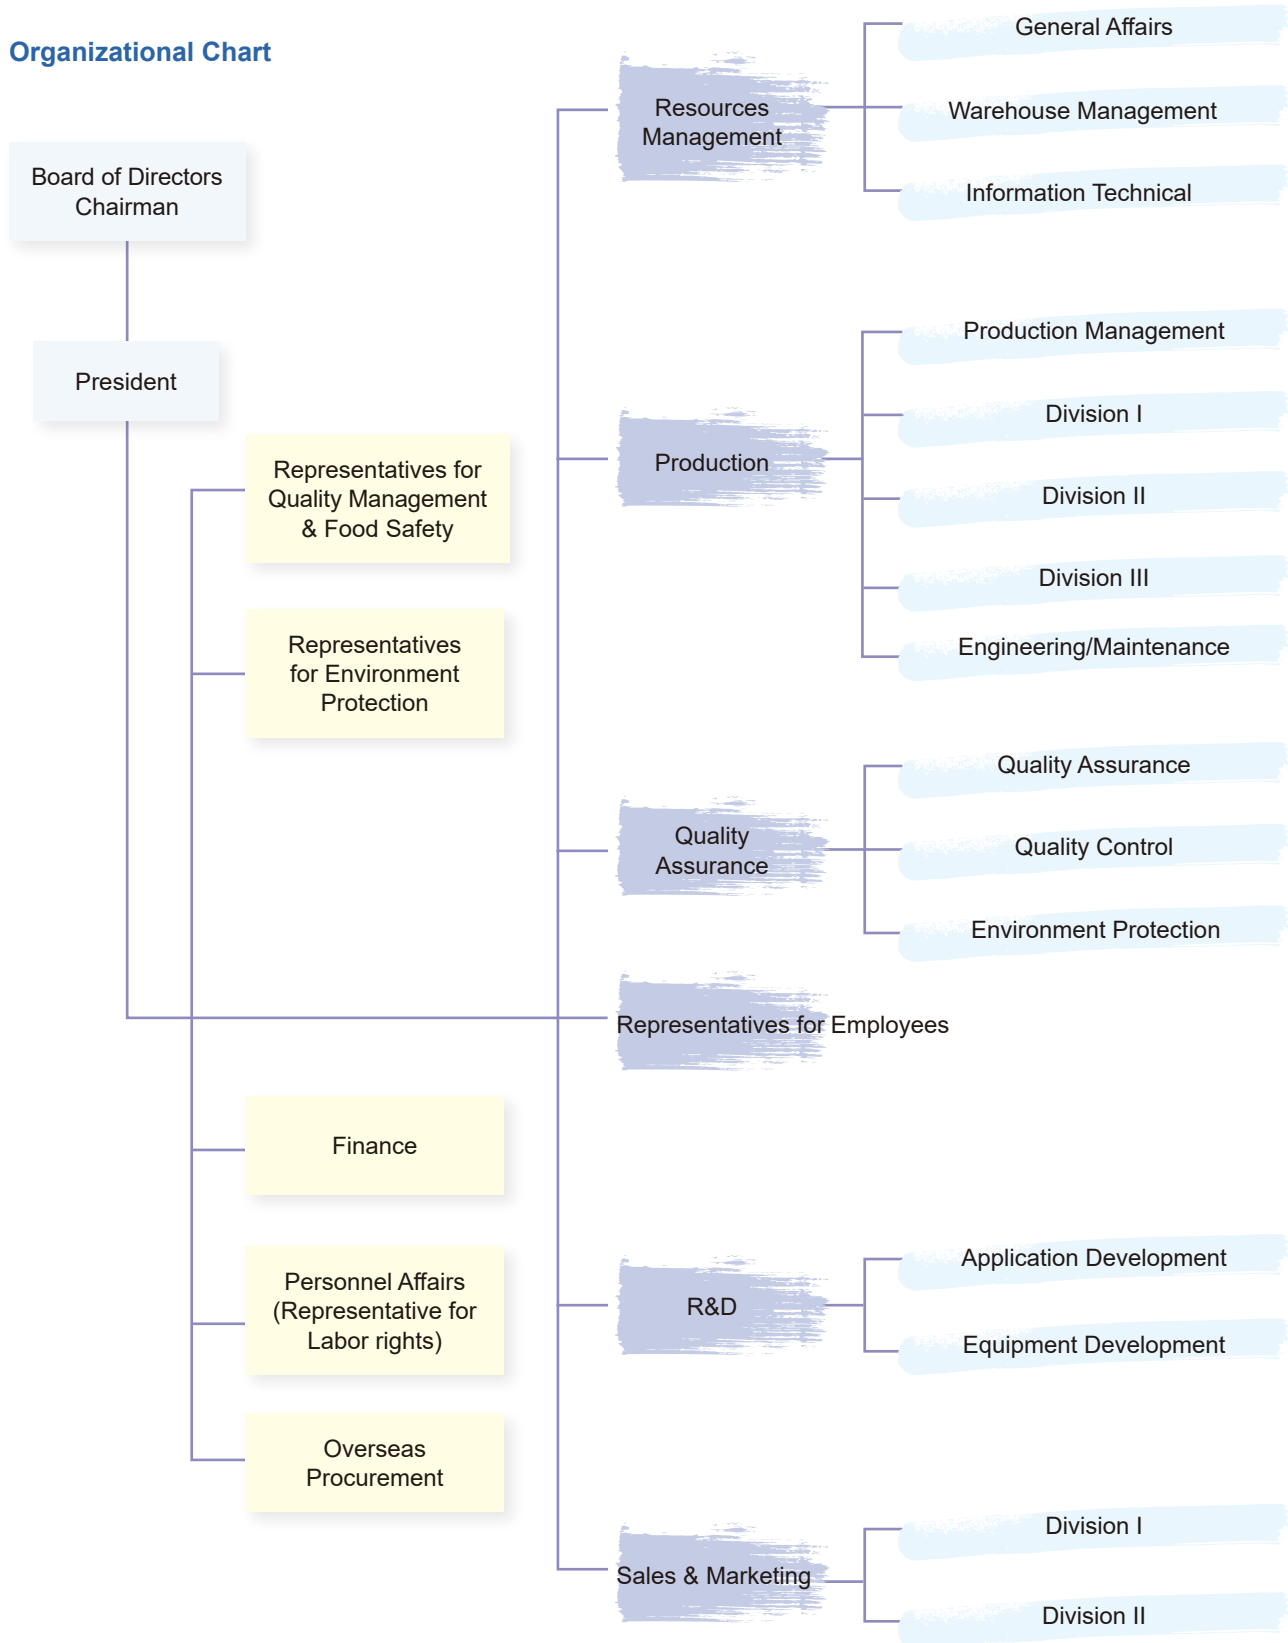 Organizational Chart
Board of Directors
Chairman
President
Representatives for
Quality Management
& Food Safety
Representatives
for Environment
Protection
Finance
Personnel Affairs
(Representative for
Labor rights)
Overseas
Procurement
Resources
Management
General Affairs
Warehouse Management
Information Technical
Production
Production Management
Division I
Division II
Division III
Engineering/Maintenance
Quality
Assurance
Quality Assurance
Quality Control
Environment Protection
Representatives for Employees
R&D
Application Development
Equipment Development
Sales & Marketing
Division I
Division II